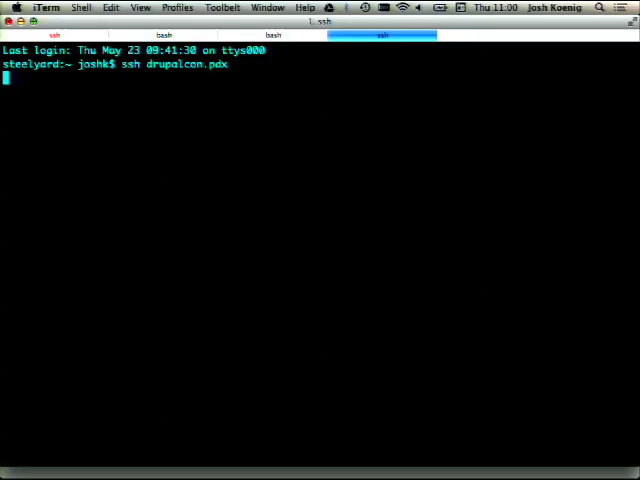 iTerm Shell Edit View Profiles Toolbelt Window Help Thu 11:00 Josh Koenig
1. ssh
ssh bash bash ssh
Last login: Thu May 23 09:41:30 on ttys000
steelyard:~ joshk$ ssh drupalcon.pdx